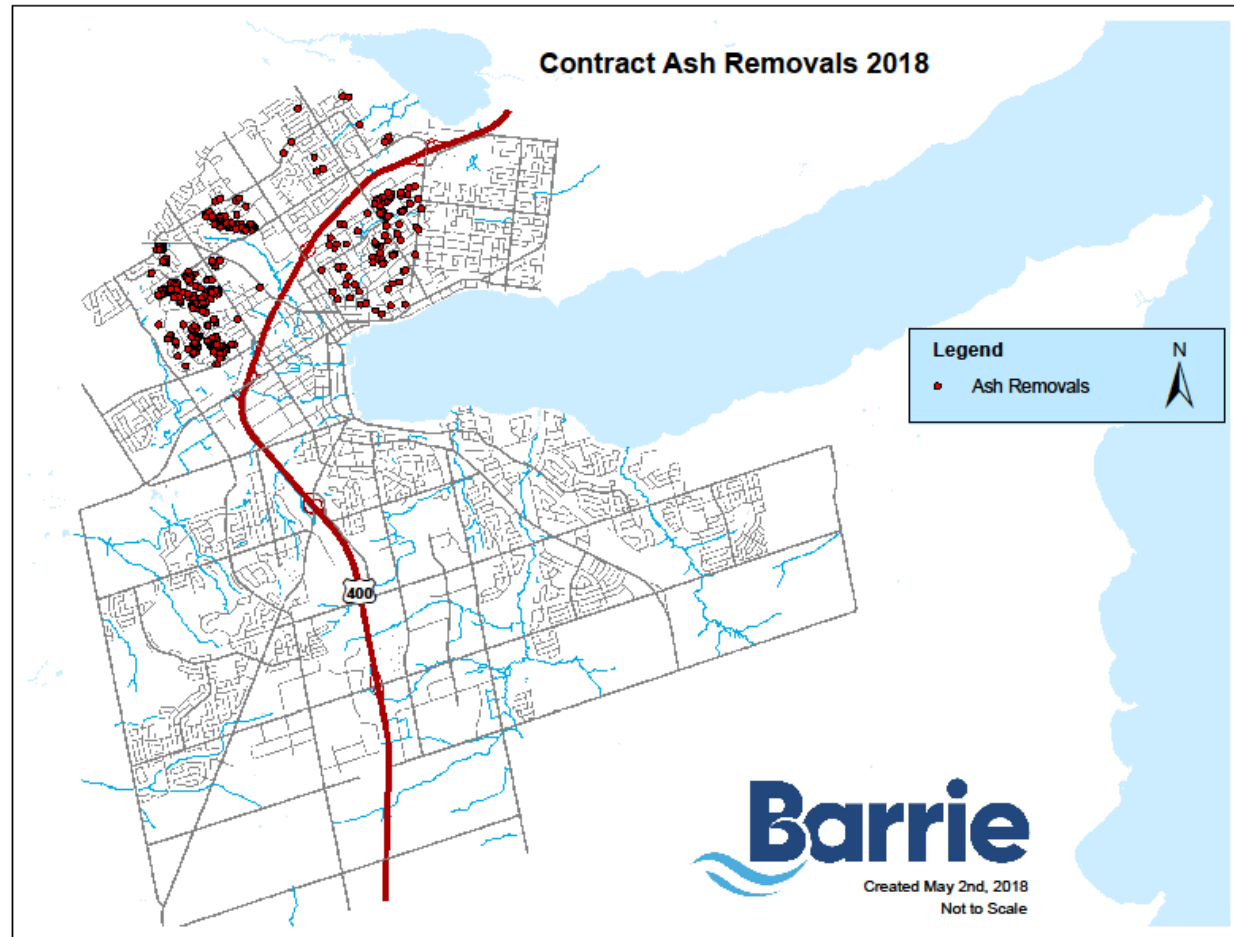 Contract Ash Removals 2018
Legend
N
Ash Removals
400
Barrie
Created May 2nd, 2018
Not to Scale